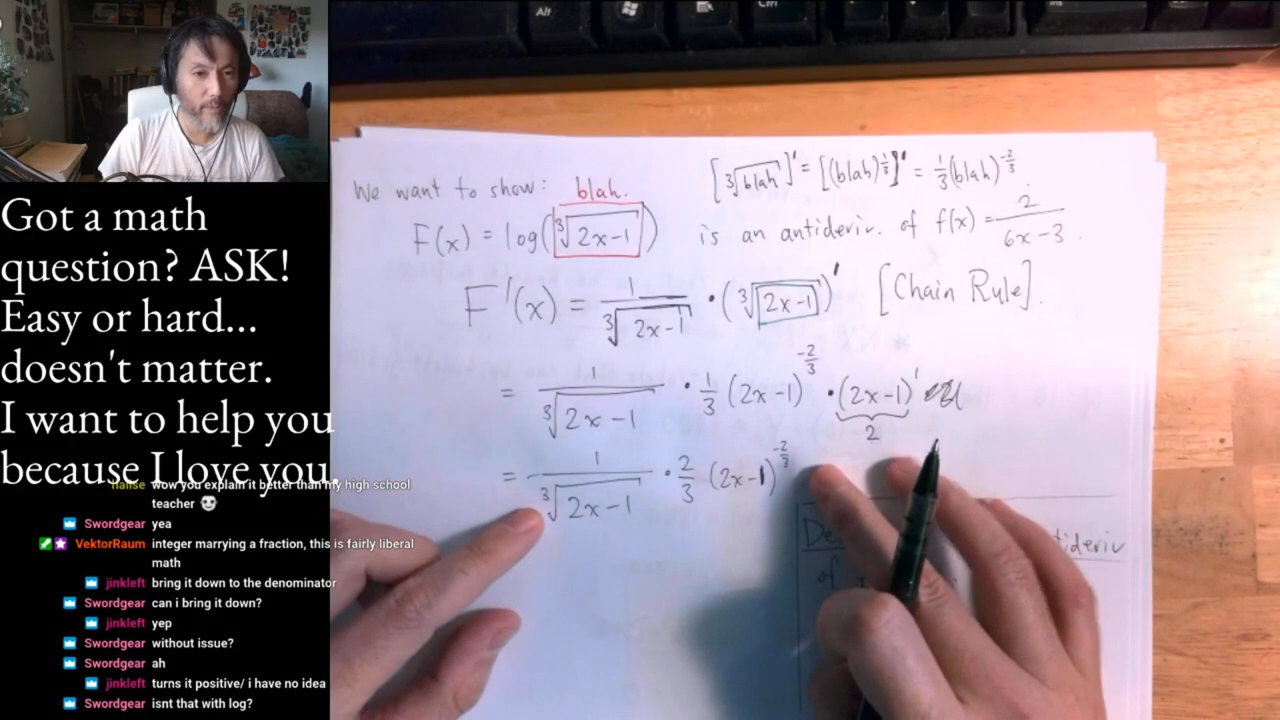 Alt
Ctrl
Got a math
question? ASK!
Easy or hard...
doesn't matter.
I want to help you
because I love you.
wow you explain it better than my high school
teacher 💀
Swordgear yea
VektorRaum integer marrying a fraction, this is fairly liberal
math
jinkleft bring it down to the denominator
Swordgear can i bring it down?
jinkleft yep
Swordgear without issue?
Swordgear ah
jinkleft turns it positive/ i have no idea
Swordgear isnt that with log?
[∛blah]' = [(blah)^{1/3}]' = 1/3 (blah)^{-2/3}
We want to show: blah.
F(x) = log(∛(2x-1)) is an antideriv. of f(x) = 2/(6x-3).
F'(x) = 1/∛(2x-1) • (∛(2x-1))' [Chain Rule].
= 1/∛(2x-1) • 1/3 (2x-1)^{-2/3} • (2x-1)'
2
= 1/∛(2x-1) • 2/3 (2x-1)^{-2/3}
of